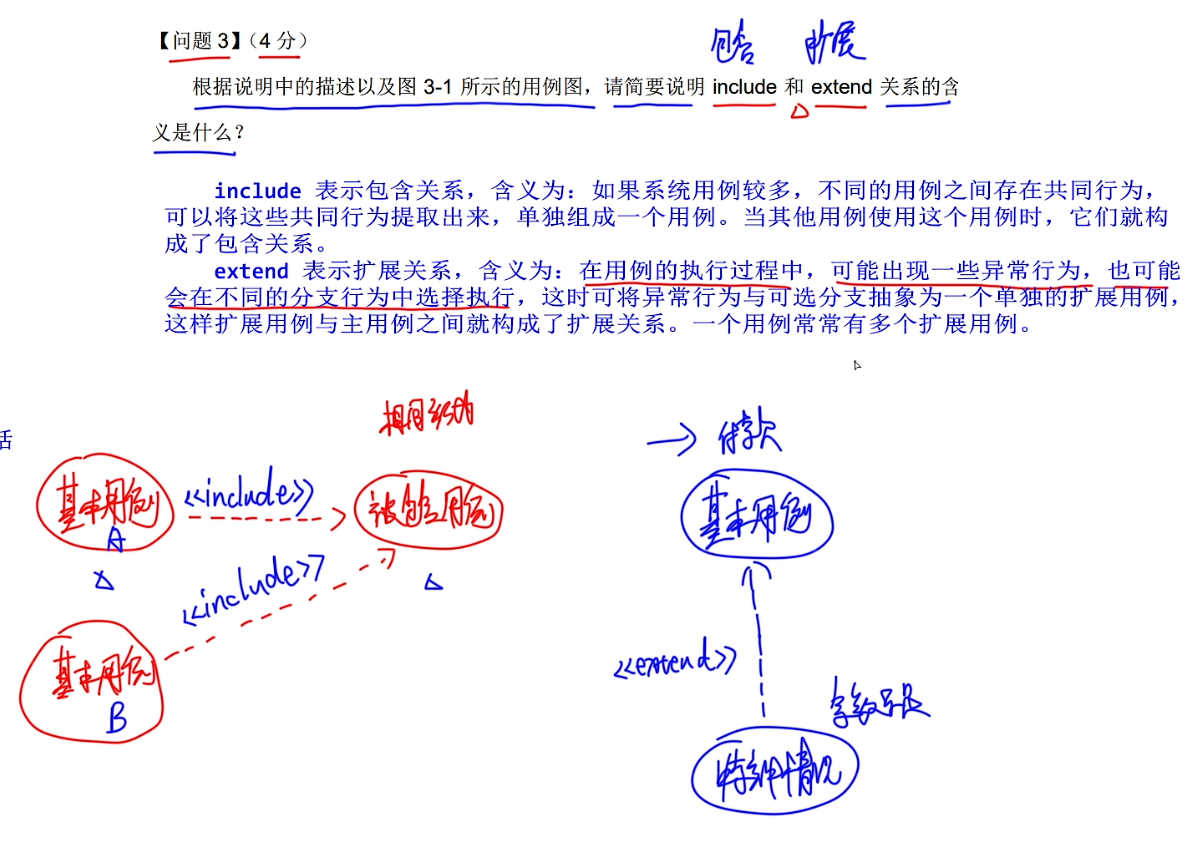 【问题 3】（4 分）
包含 扩展
根据说明中的描述以及图 3-1 所示的用例图，请简要说明 include 和 extend 关系的含
义是什么？
include 表示包含关系，含义为：如果系统用例较多，不同的用例之间存在共同行为，
可以将这些共同行为提取出来，单独组成一个用例。当其他用例使用这个用例时，它们就构
成了包含关系。
extend 表示扩展关系，含义为：在用例的执行过程中，可能出现一些异常行为，也可能
会在不同的分支行为中选择执行，这时可将异常行为与可选分支抽象为一个单独的扩展用例，
这样扩展用例与主用例之间就构成了扩展关系。一个用例常常有多个扩展用例。
话
相同行为
付款
基本用例
A
<<include>>
被包含用例
基本用例
<<include>>
基本用例
B
<<extend>>
特殊情况